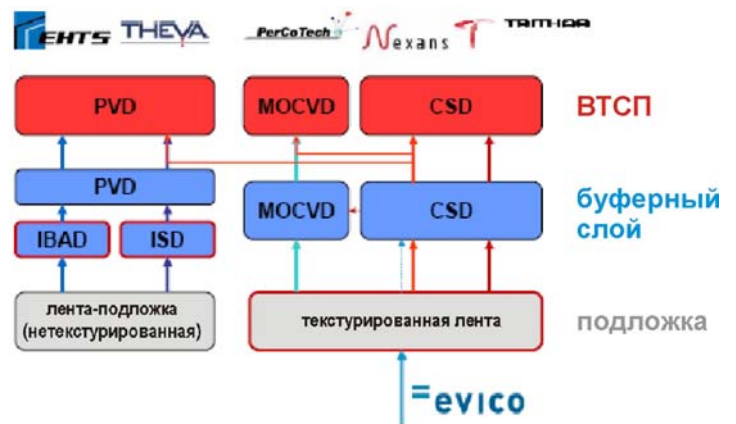 EHTS THEVA PerCoTech Nexans
PVD MOCVD CSD ВТСП
PVD
MOCVD CSD буферный
слой
IBAD ISD
лента-подложка
(нетекстурированная)
текстурированная лента подложка
evico